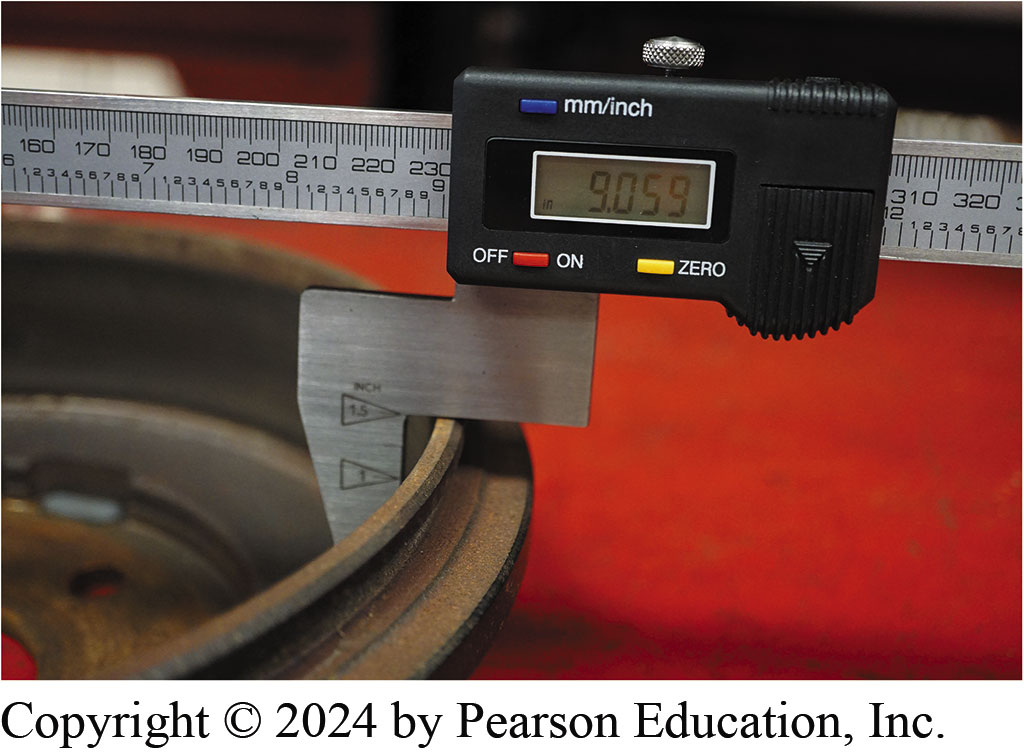 mm/inch
160 170 180 190 200 210 220 230
310 320
6 1 2 3 4 5 6 7 8 9 7 1 2 3 4 5 6 7 8 9 8 1 2 3 4 5 6 7 8 9 9
12 1 2 3 4 5 6 7 8
in 9.059
OFF ON ZERO
INCH
1.5
1
Copyright © 2024 by Pearson Education, Inc.